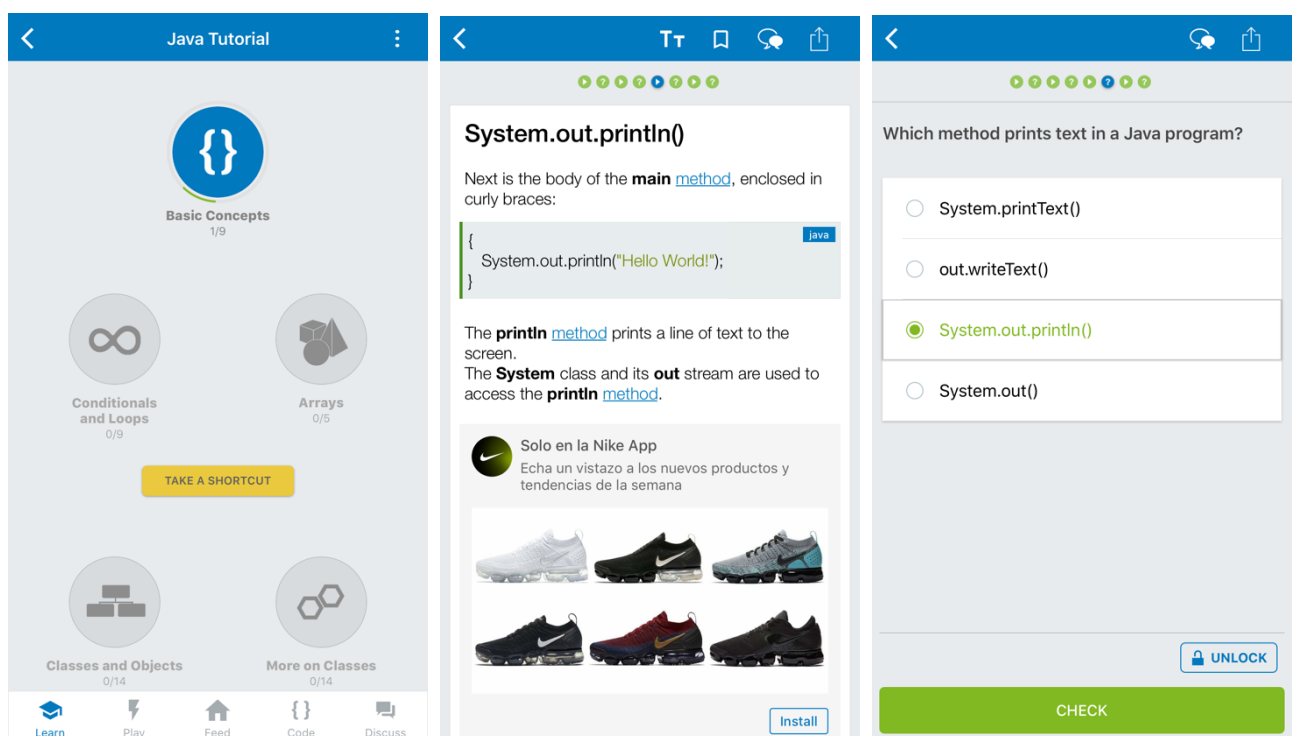 Java Tutorial
Basic Concepts
1/9
Conditionals
and Loops
0/9
Arrays
0/5
TAKE A SHORTCUT
Classes and Objects
0/14
More on Classes
0/14
Learn
Play
Feed
Code
Discuss
System.out.println()
Next is the body of the main method, enclosed in
curly braces:
java
{
System.out.println("Hello World!");
}
The println method prints a line of text to the
screen.
The System class and its out stream are used to
access the println method.
Solo en la Nike App
Echa un vistazo a los nuevos productos y
tendencias de la semana
Install
Which method prints text in a Java program?
System.printText()
out.writeText()
System.out.println()
System.out()
UNLOCK
CHECK